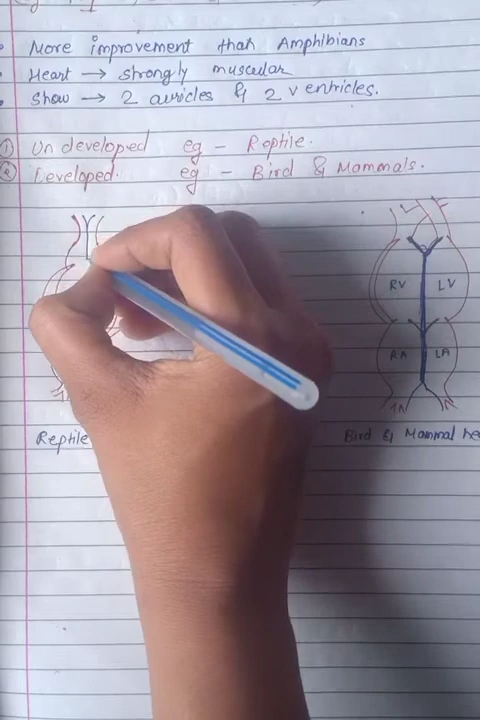 More improvement than Amphibians
Heart → strongly muscular
Show → 2 auricles & 2 ventricles.
① Un developed eg - Reptile.
② Developed. eg - Bird & Mammals.
RV LV
RA LA
Reptile
Bird & Mammal he